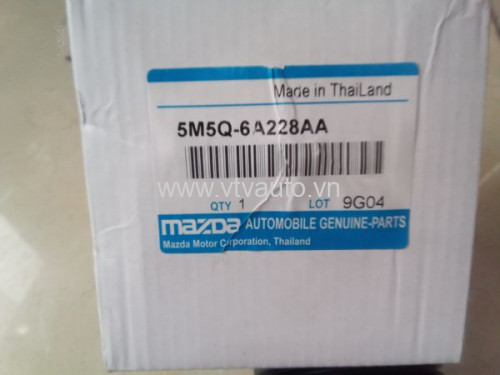 Made in ThaiLand
5M5Q-6A228AA
www.vtvauto.vn
QTY 1 LOT 9G04
mazda AUTOMOBILE GENUINE-PARTS
Mazda Motor Corporation, Thailand